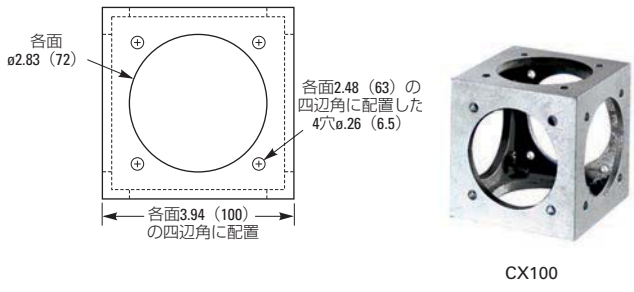 各面
ø2.83（72）
各面2.48（63）の
四辺角に配置した
4穴ø.26（6.5）
各面3.94（100）
の四辺角に配置
CX100